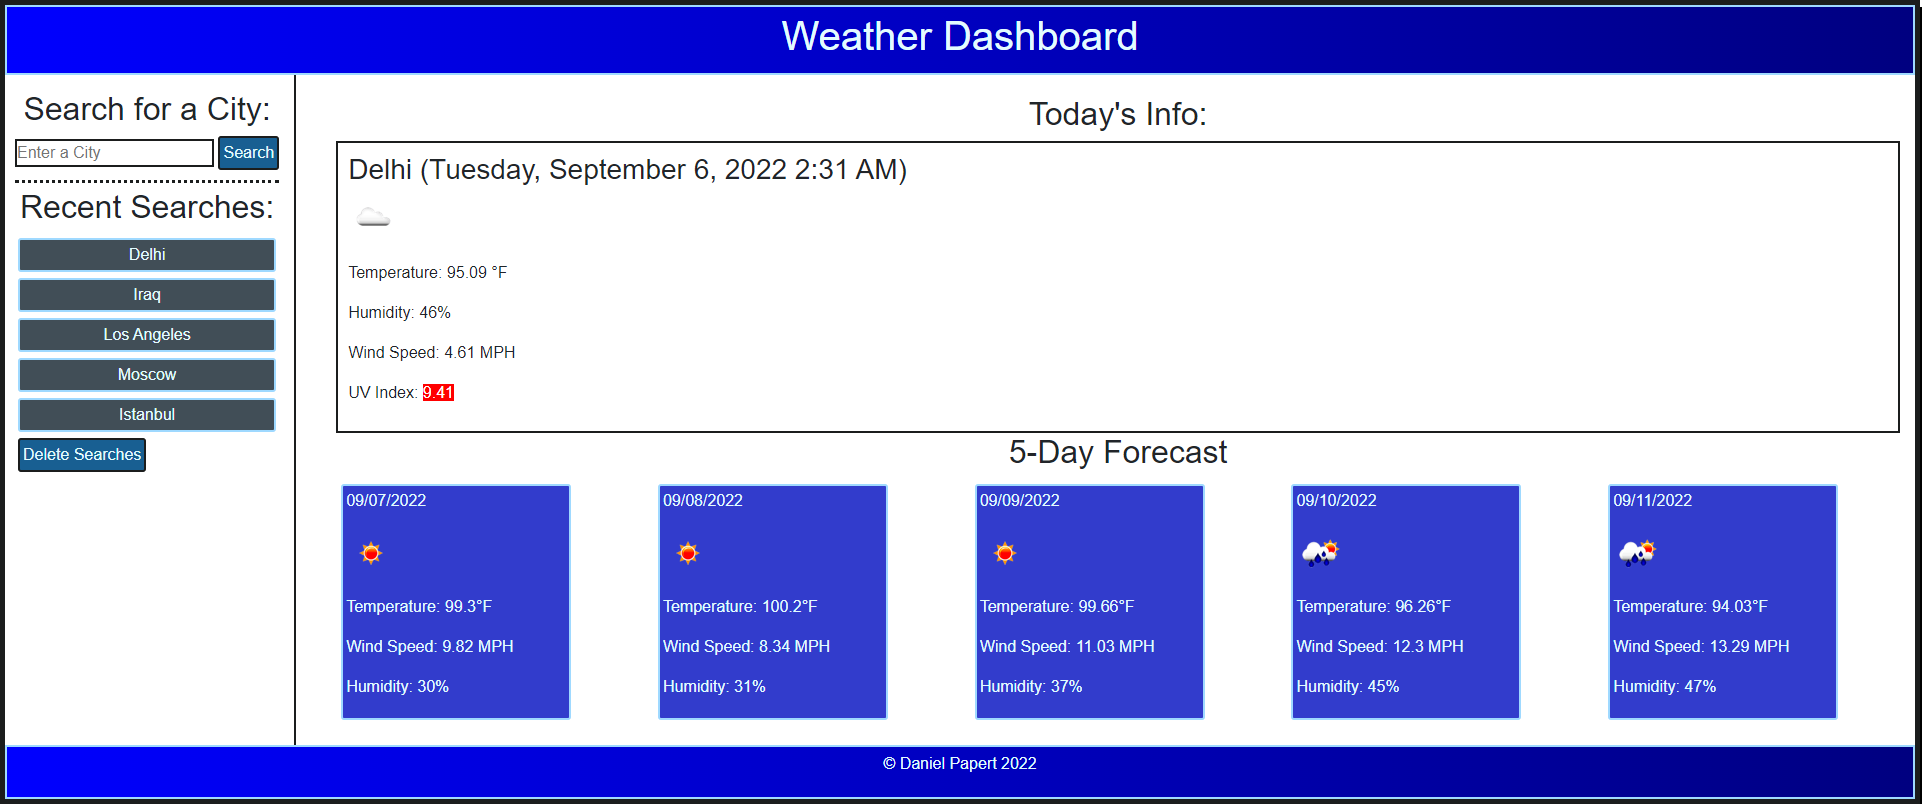 Weather Dashboard
Search for a City:
Enter a City
Search
Recent Searches:
Delhi
Iraq
Los Angeles
Moscow
Istanbul
Delete Searches
Today's Info:
Delhi (Tuesday, September 6, 2022 2:31 AM)
Temperature: 95.09 °F
Humidity: 46%
Wind Speed: 4.61 MPH
UV Index: 9.41
5-Day Forecast
09/07/2022
Temperature: 99.3°F
Wind Speed: 9.82 MPH
Humidity: 30%
09/08/2022
Temperature: 100.2°F
Wind Speed: 8.34 MPH
Humidity: 31%
09/09/2022
Temperature: 99.66°F
Wind Speed: 11.03 MPH
Humidity: 37%
09/10/2022
Temperature: 96.26°F
Wind Speed: 12.3 MPH
Humidity: 45%
09/11/2022
Temperature: 94.03°F
Wind Speed: 13.29 MPH
Humidity: 47%
© Daniel Papert 2022